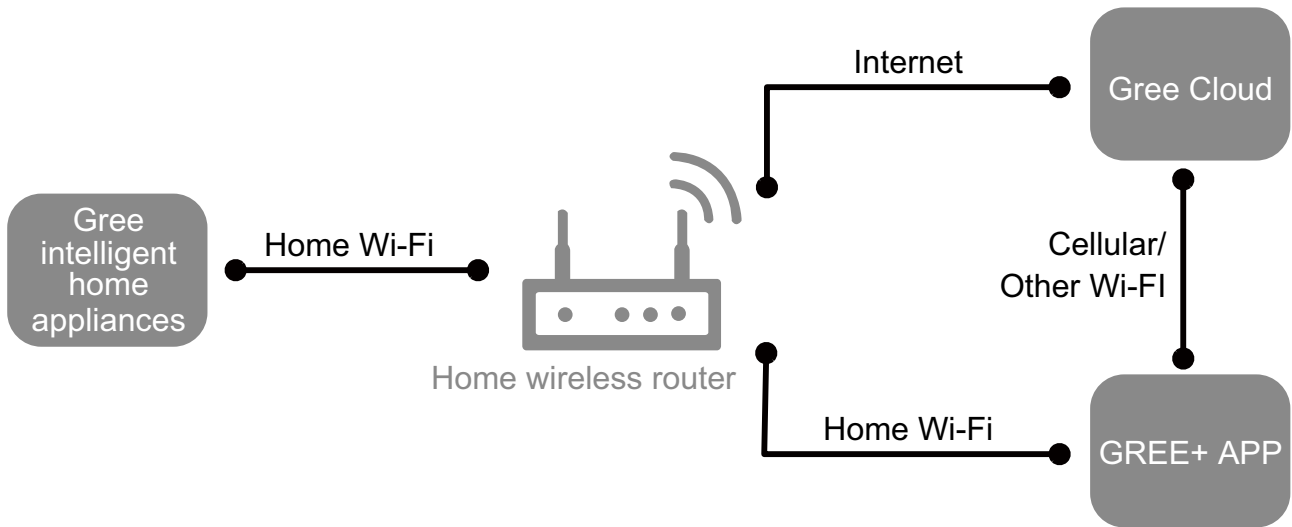 Internet
Gree Cloud
Gree
intelligent
home
appliances
Home Wi-Fi
Cellular/
Other Wi-FI
Home wireless router
Home Wi-Fi
GREE+ APP